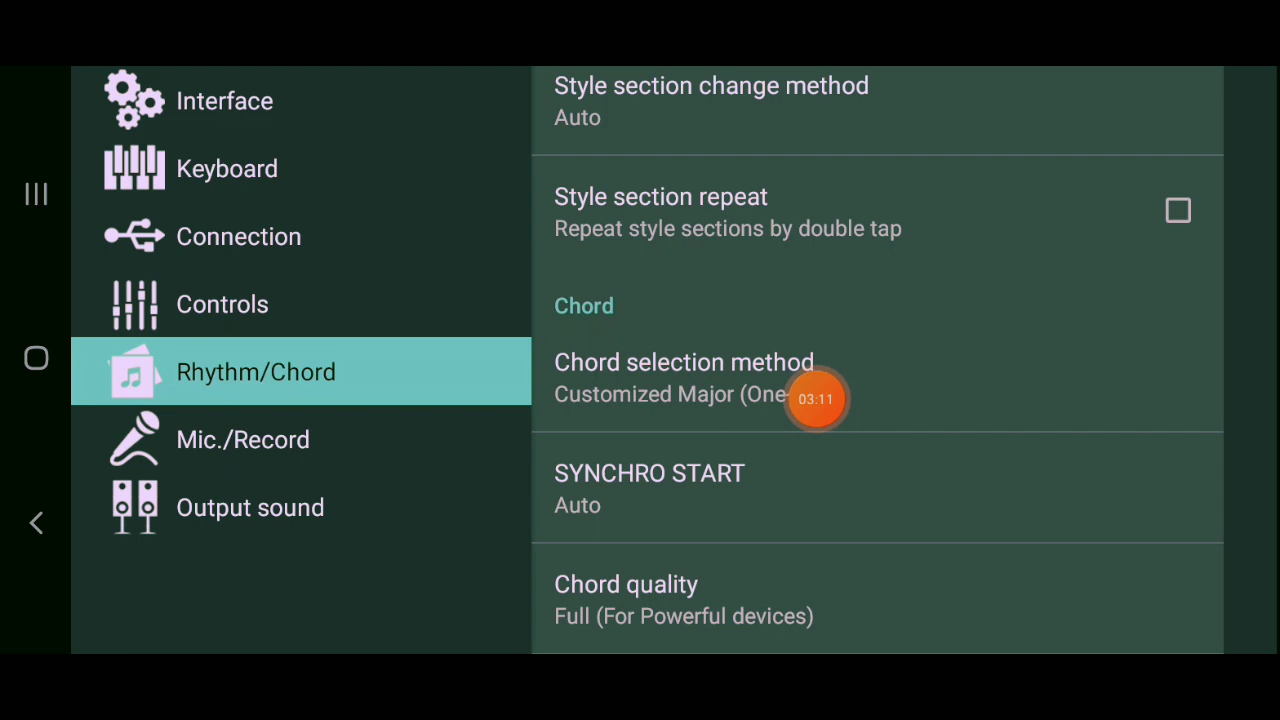 Interface
Keyboard
Connection
Controls
Rhythm/Chord
Mic./Record
Output sound
Style section change method
Auto
Style section repeat
Repeat style sections by double tap
Chord
Chord selection method
Customized Major (One-
03:11
SYNCHRO START
Auto
Chord quality
Full (For Powerful devices)